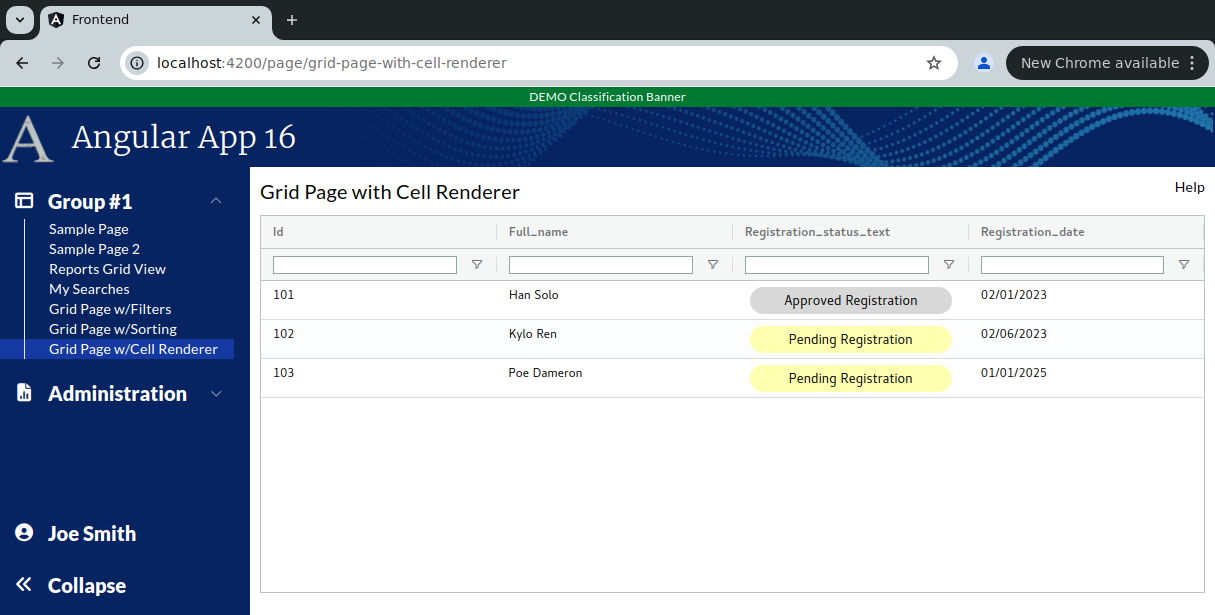 Frontend
localhost:4200/page/grid-page-with-cell-renderer
New Chrome available
DEMO Classification Banner
A Angular App 16
Group #1
Sample Page
Sample Page 2
Reports Grid View
My Searches
Grid Page w/Filters
Grid Page w/Sorting
Grid Page w/Cell Renderer
Administration
Joe Smith
Collapse
Grid Page with Cell Renderer
Help
Id Full_name Registration_status_text Registration_date
101 Han Solo Approved Registration 02/01/2023
102 Kylo Ren Pending Registration 02/06/2023
103 Poe Dameron Pending Registration 01/01/2025